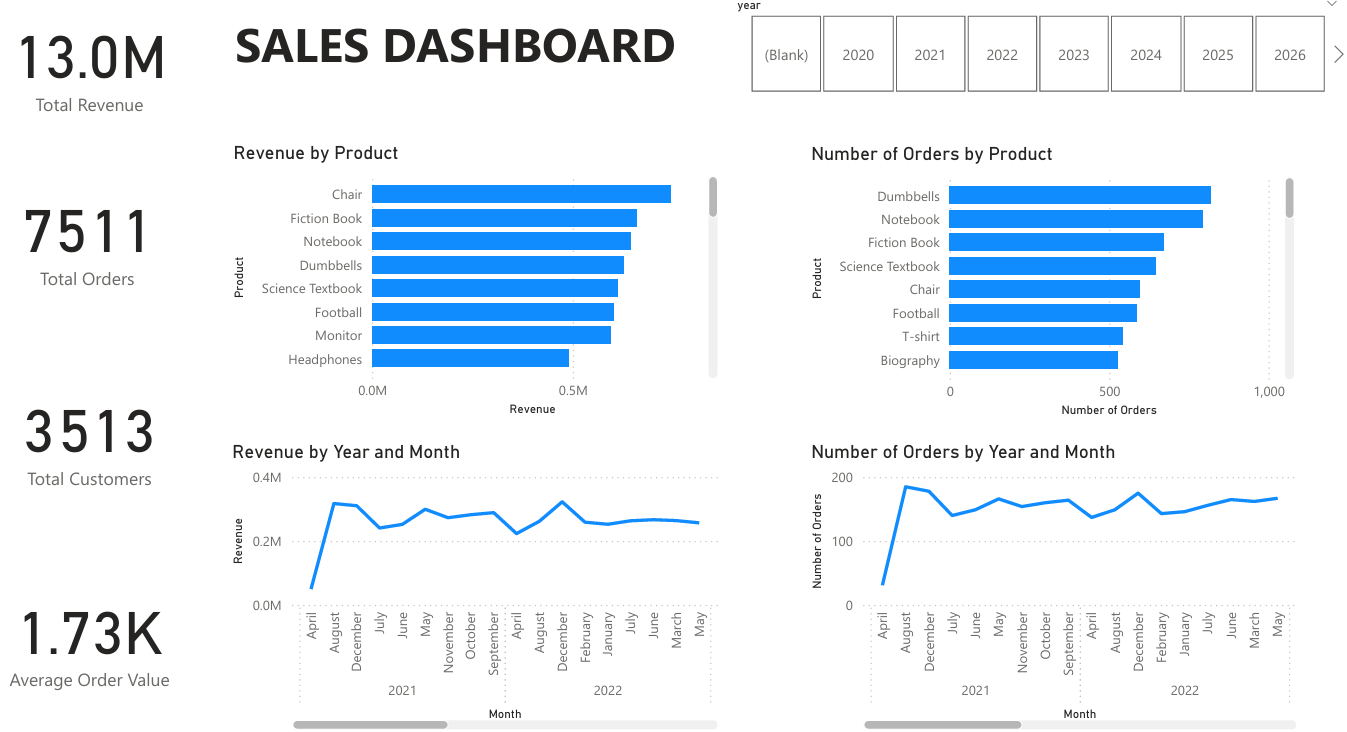 year
13.0M
Total Revenue
SALES DASHBOARD
(Blank) 2020 2021 2022 2023 2024 2025 2026
7511
Total Orders
3513
Total Customers
1.73K
Average Order Value
Revenue by Product
Product
Chair
Fiction Book
Notebook
Dumbbells
Science Textbook
Football
Monitor
Headphones
0.0M 0.5M
Revenue
Number of Orders by Product
Product
Dumbbells
Notebook
Fiction Book
Science Textbook
Chair
Football
T-shirt
Biography
0 500 1,000
Number of Orders
Revenue by Year and Month
Revenue
0.4M
0.2M
0.0M
April August December July June May November October September April August December February January July June March May
2021 2022
Month
Number of Orders by Year and Month
Number of Orders
200
100
0
April August December July June May November October September April August December February January July June March May
2021 2022
Month